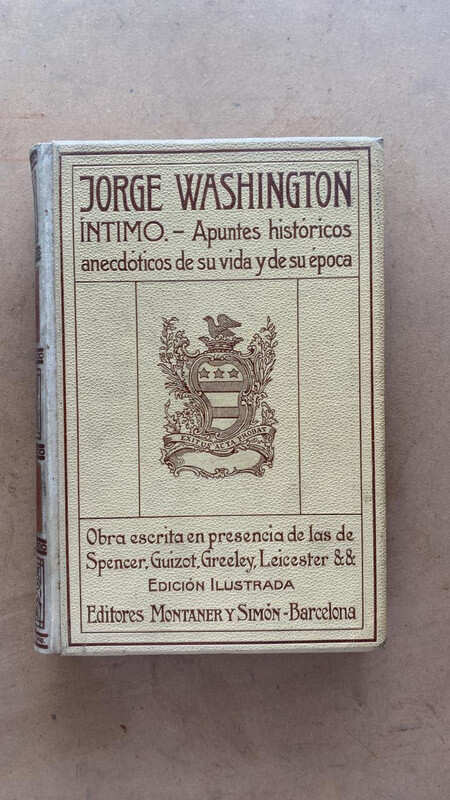 JORGE WASHINGTON
ÍNTIMO.- Apuntes históricos
anecdóticos de su vida y de su época
EXITUS ACTA PROBAT
Obra escrita en presencia de las de
Spencer, Guizot, Greeley, Leicester &&
EDICIÓN ILUSTRADA
Editores MONTANER Y SIMÓN-Barcelona